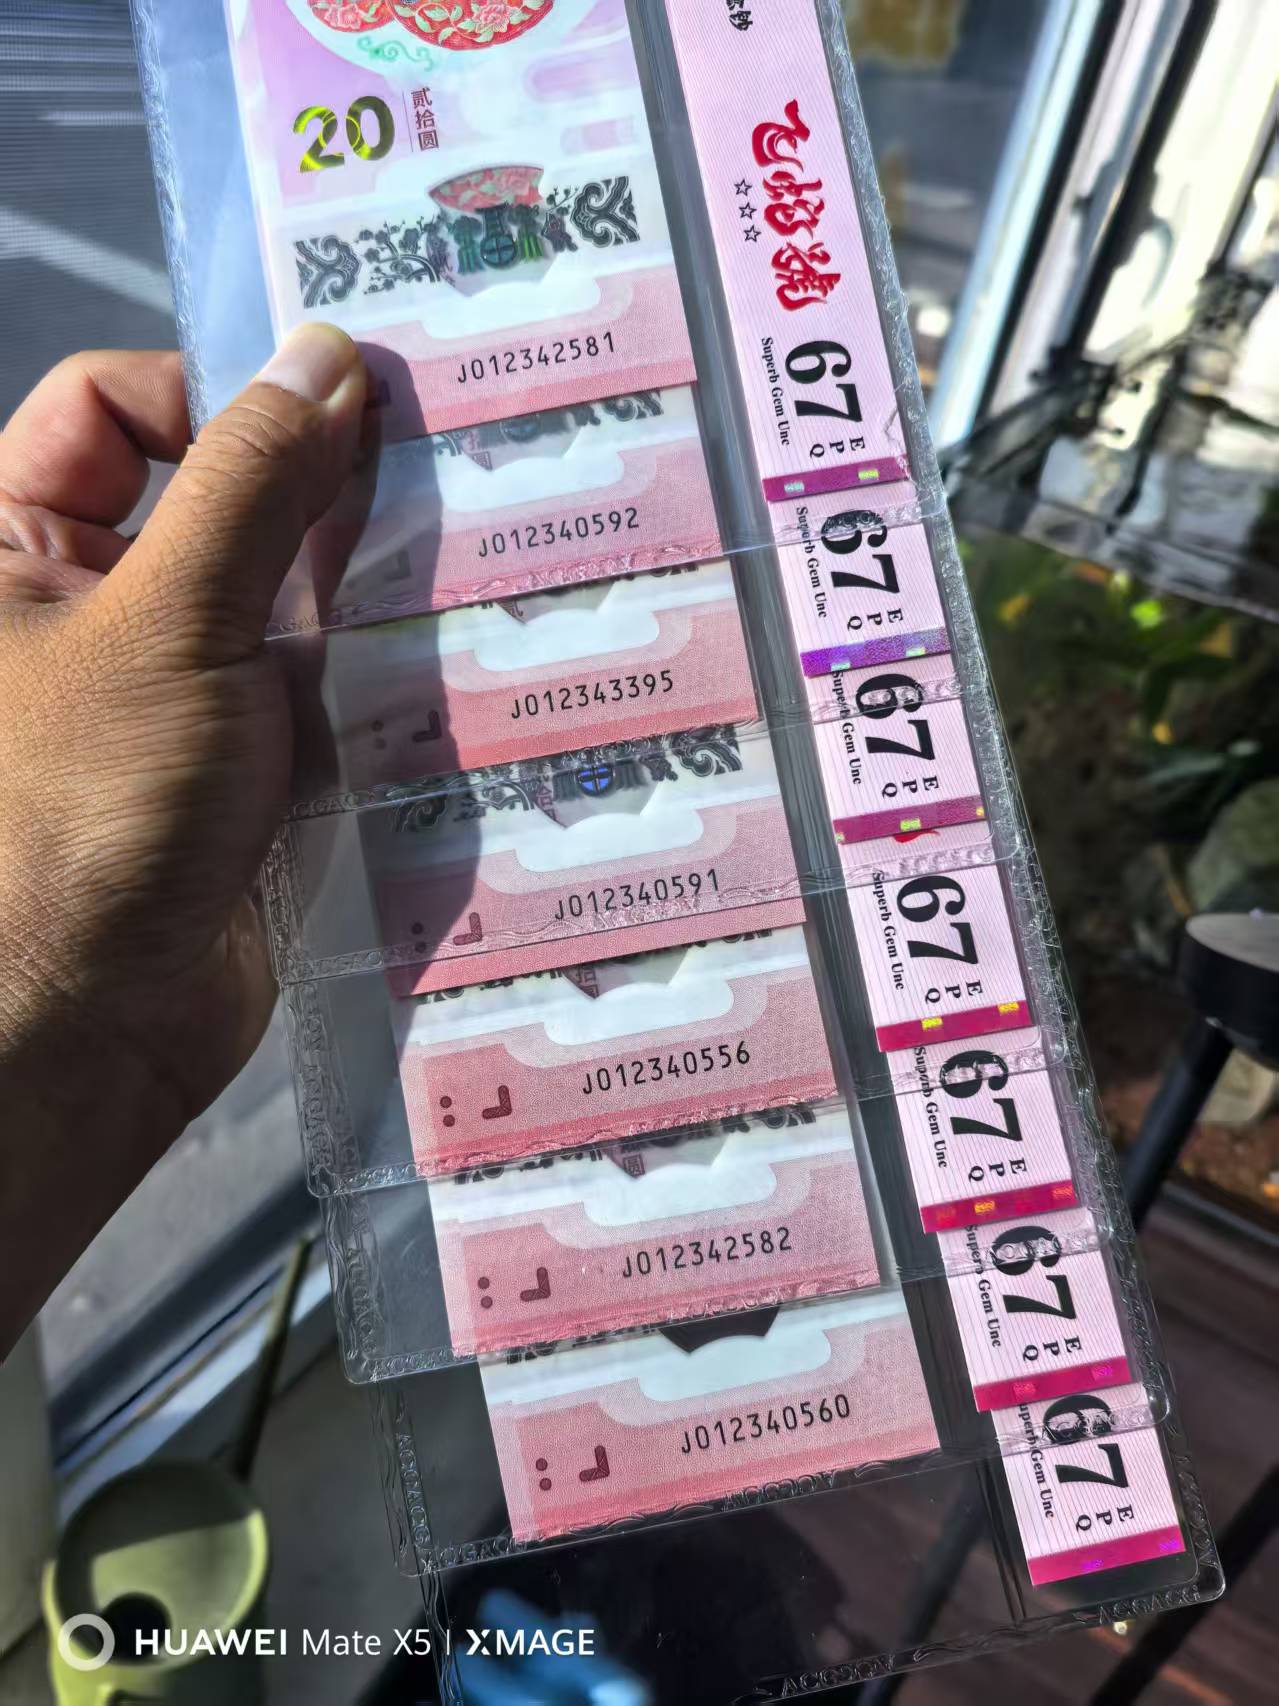 20
贰拾圆
J012342581
飞将号
☆☆☆
67
EPQ
Superb Gem Unc
J012340592
67
EPQ
Superb Gem Unc
J012343395
67
EPQ
Superb Gem Unc
J012340591
67
EPQ
Superb Gem Unc
J012340556
67
EPQ
Superb Gem Unc
J012342582
67
EPQ
Superb Gem Unc
J012340560
67
EPQ
Gem Unc
HUAWEI Mate X5 | XMAGE